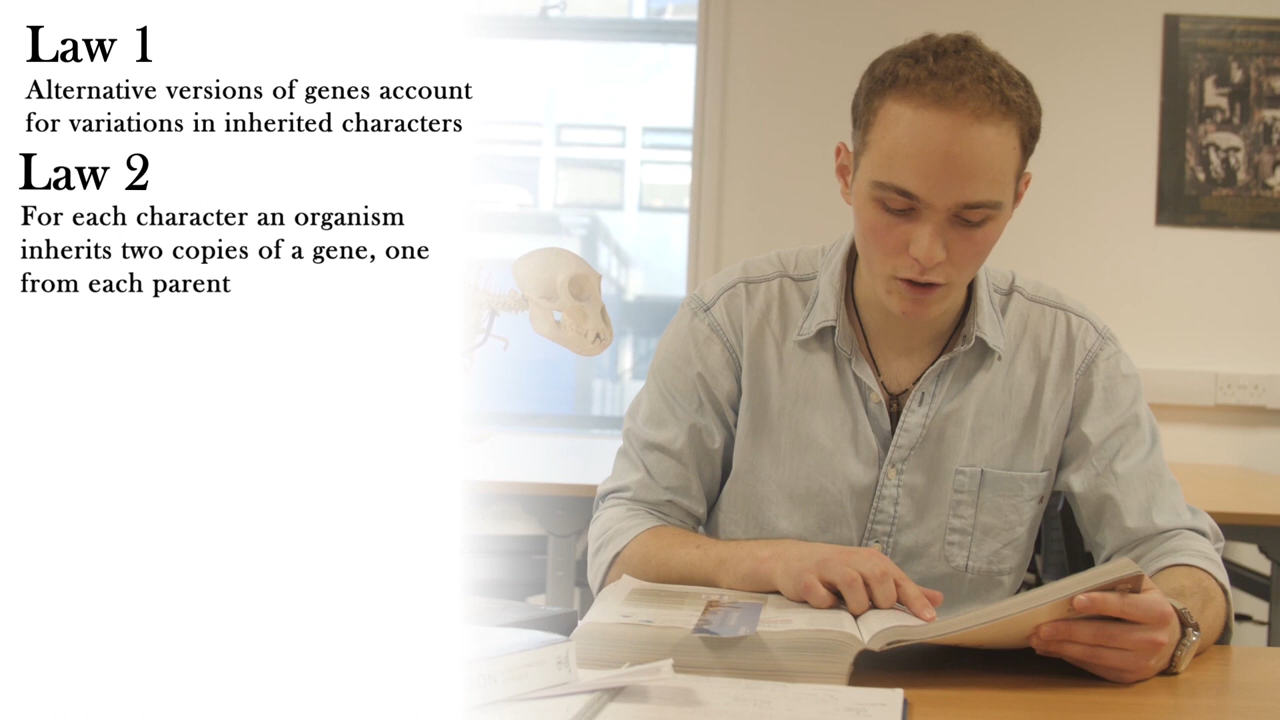 Law 1
Alternative versions of genes account
for variations in inherited characters
Law 2
For each character an organism
inherits two copies of a gene, one
from each parent